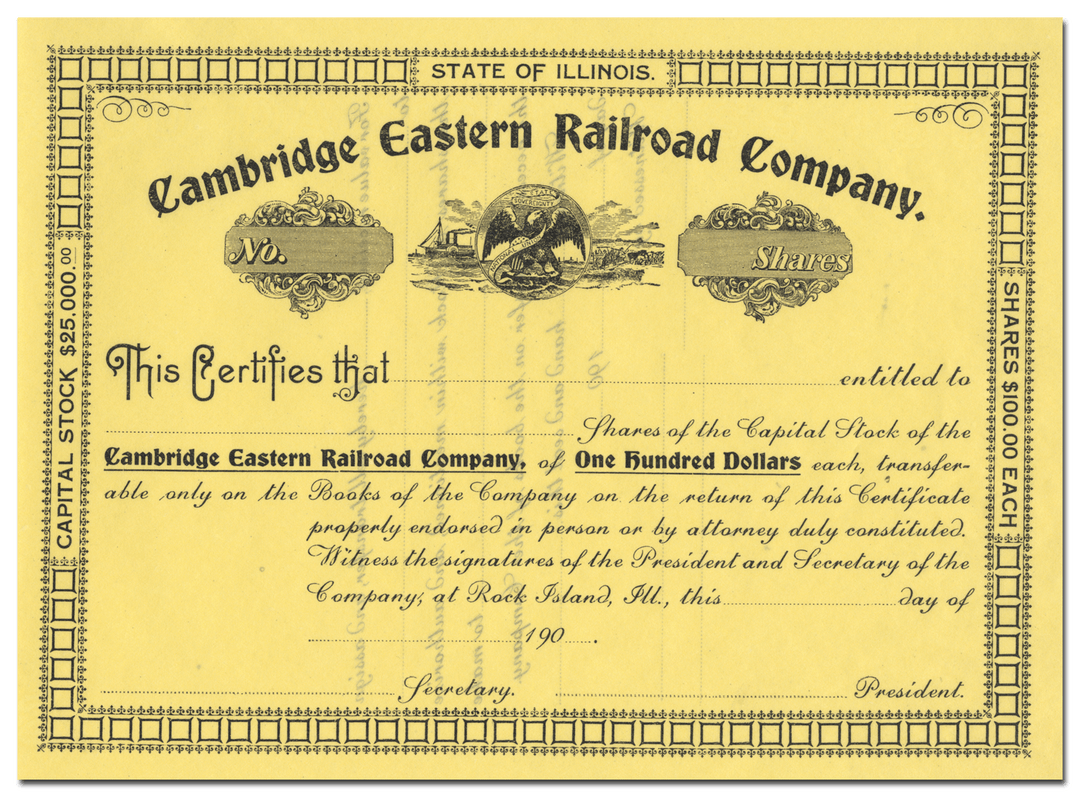 STATE OF ILLINOIS.
Cambridge Eastern Railroad Company.
No.
STATE
SOVEREIGNTY
Shares
CAPITAL STOCK $25.000.00
SHARES $100.00 EACH
This Certifies that entitled to
Shares of the Capital Stock of the
Cambridge Eastern Railroad Company, of One Hundred Dollars each, transfer-
able only on the Books of the Company on the return of this Certificate
properly endorsed in person or by attorney duly constituted.
Witness the signatures of the President and Secretary of the
Company, at Rock Island, Ill., this day of
190 .
Secretary. President.